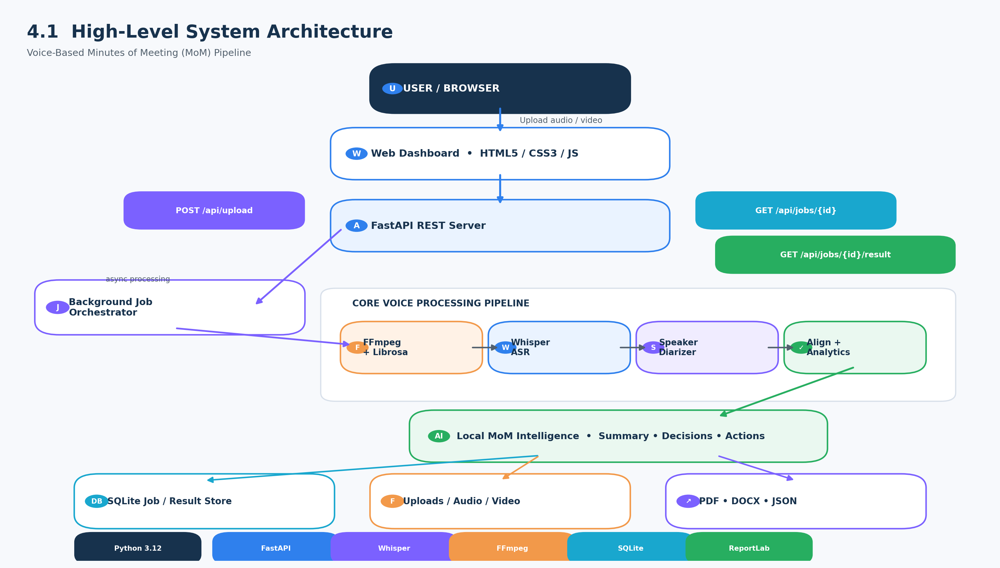 4.1 High-Level System Architecture
Voice-Based Minutes of Meeting (MoM) Pipeline
U USER / BROWSER
Upload audio / video
W Web Dashboard • HTML5 / CSS3 / JS
POST /api/upload
GET /api/jobs/{id}
A FastAPI REST Server
GET /api/jobs/{id}/result
async processing
J Background Job
Orchestrator
CORE VOICE PROCESSING PIPELINE
F FFmpeg
+ Librosa
W Whisper
ASR
S Speaker
Diarizer
✓ Align +
Analytics
AI Local MoM Intelligence • Summary • Decisions • Actions
DB SQLite Job / Result Store
F Uploads / Audio / Video
↗ PDF • DOCX • JSON
Python 3.12
FastAPI
Whisper
FFmpeg
SQLite
ReportLab